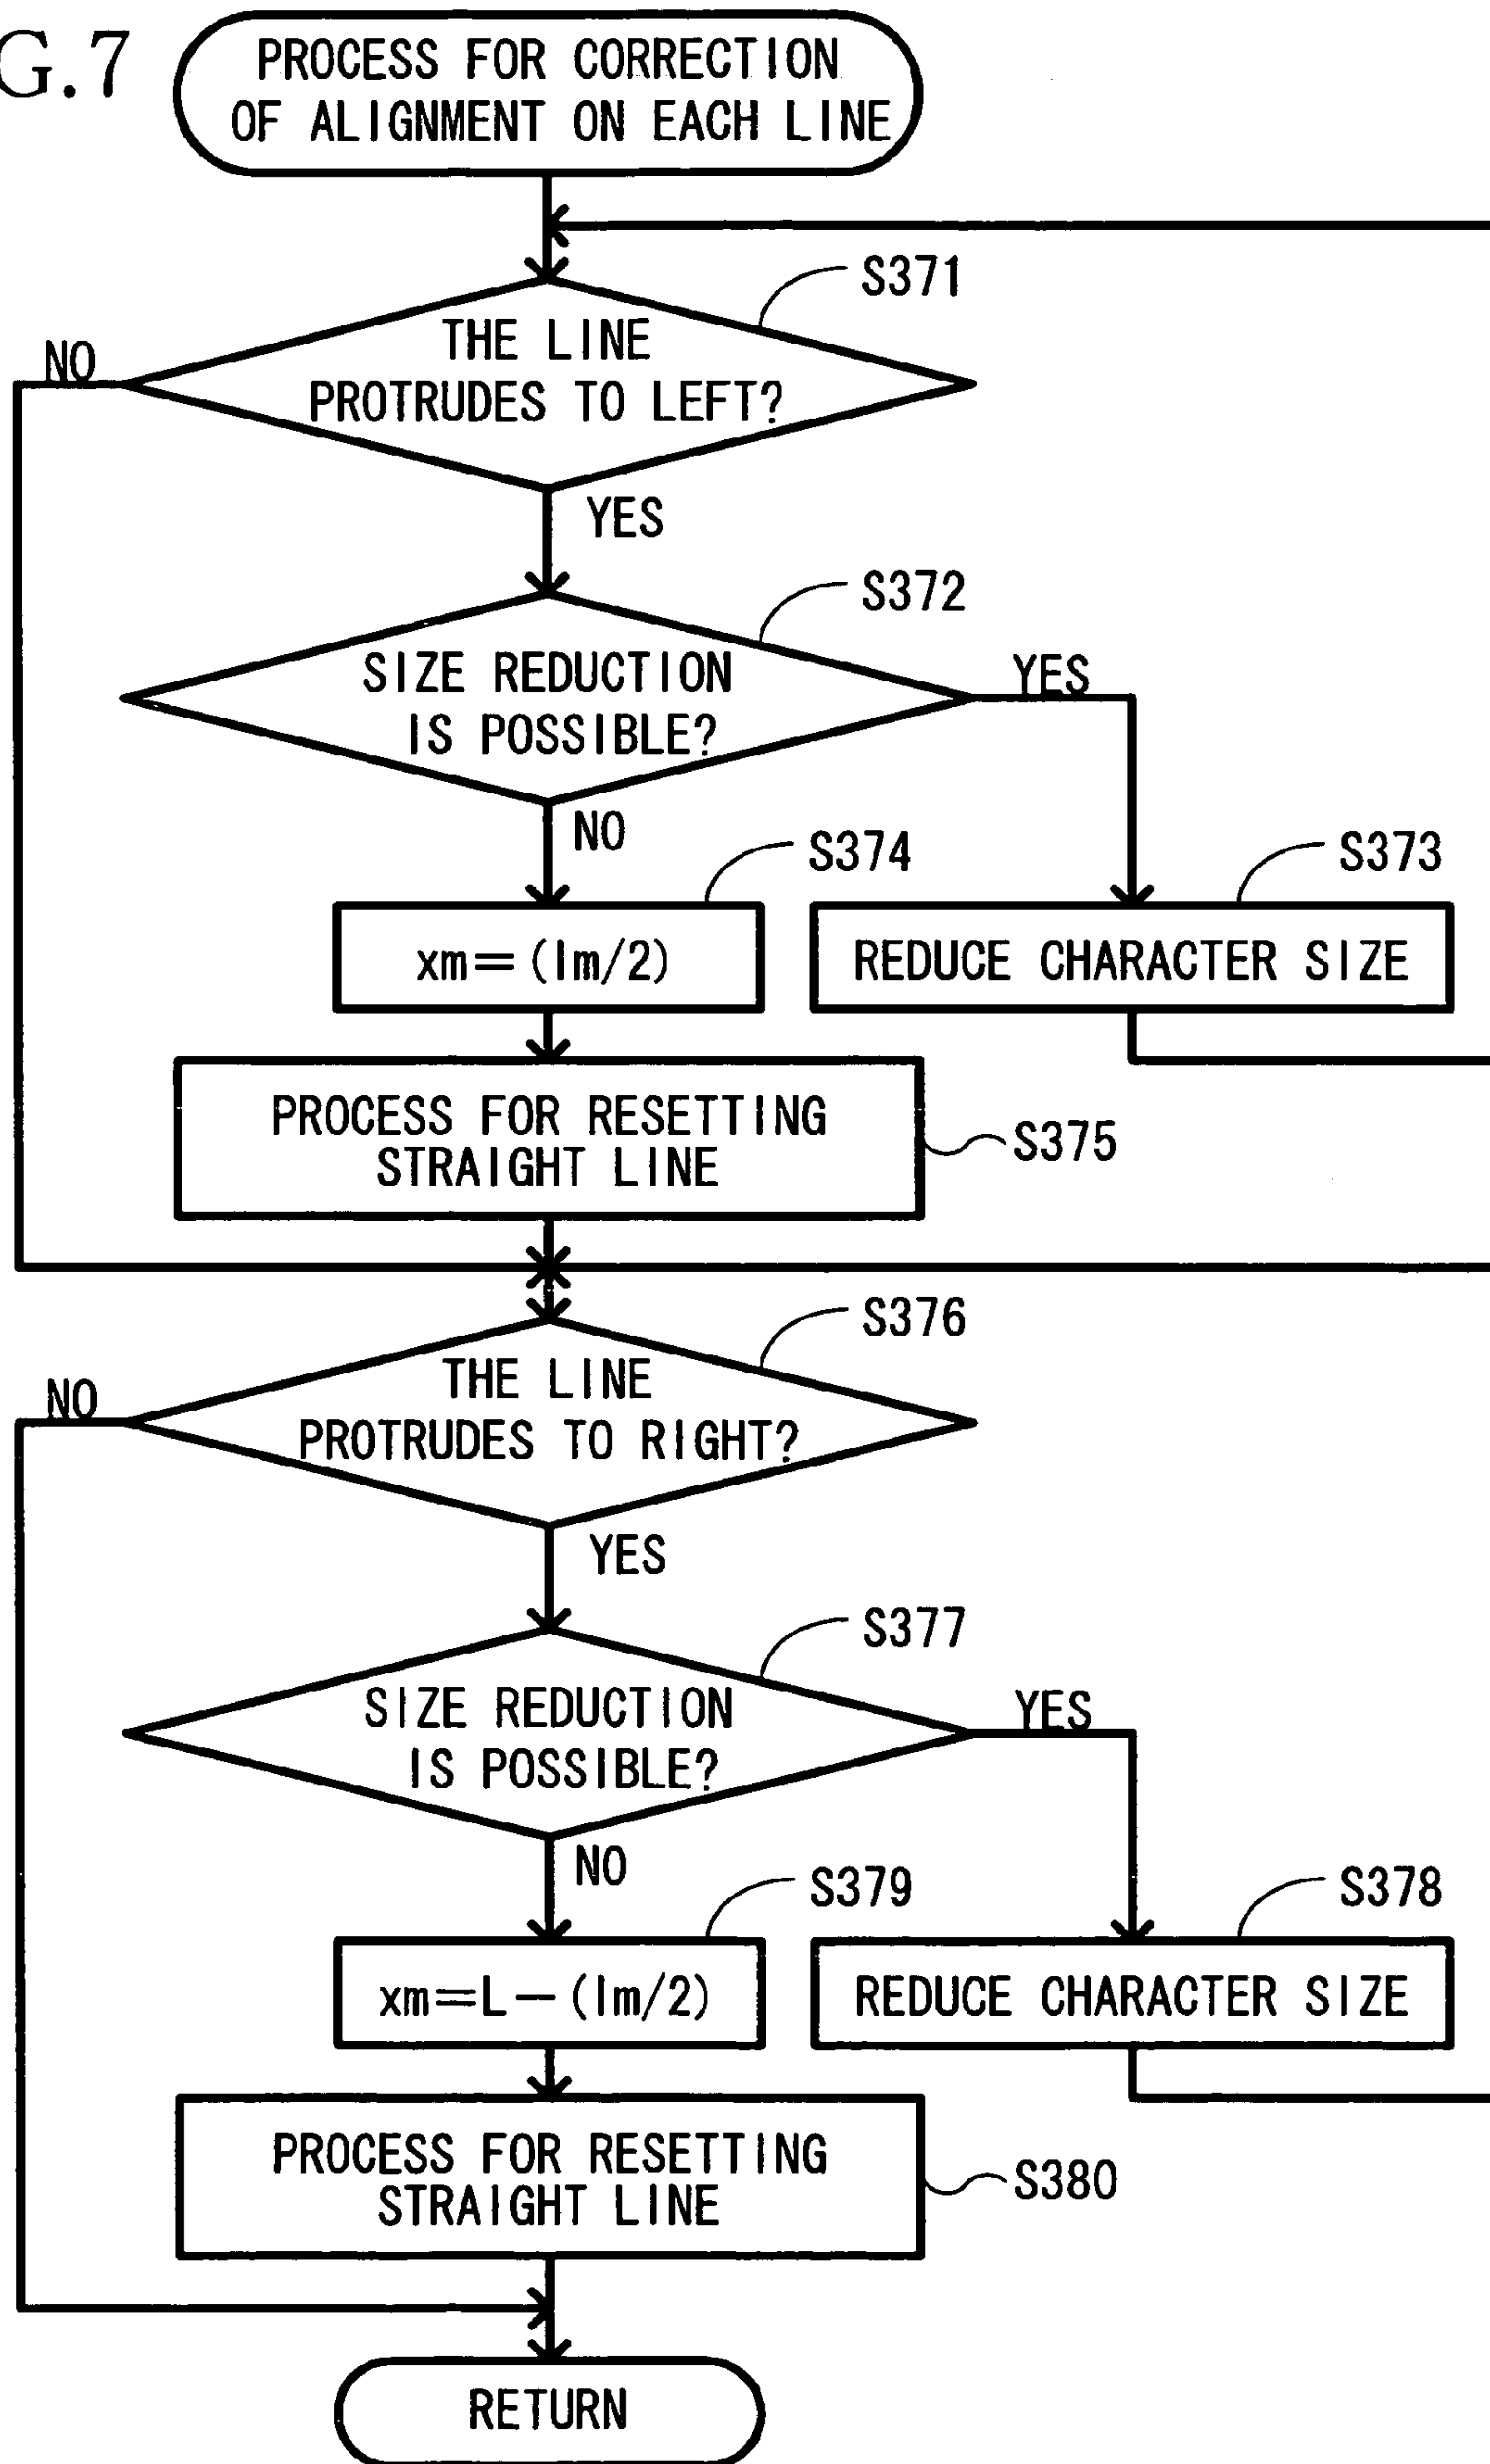 G.7
PROCESS FOR CORRECTION
OF ALIGNMENT ON EACH LINE
S371
THE LINE
PROTRUDES TO LEFT?
NO
YES
S372
SIZE REDUCTION
IS POSSIBLE?
YES
NO
S374
S373
xm=(lm/2)
REDUCE CHARACTER SIZE
PROCESS FOR RESETTING
STRAIGHT LINE
S375
S376
THE LINE
PROTRUDES TO RIGHT?
NO
YES
S377
SIZE REDUCTION
IS POSSIBLE?
YES
NO
S379
S378
xm=L-(lm/2)
REDUCE CHARACTER SIZE
PROCESS FOR RESETTING
STRAIGHT LINE
S380
RETURN